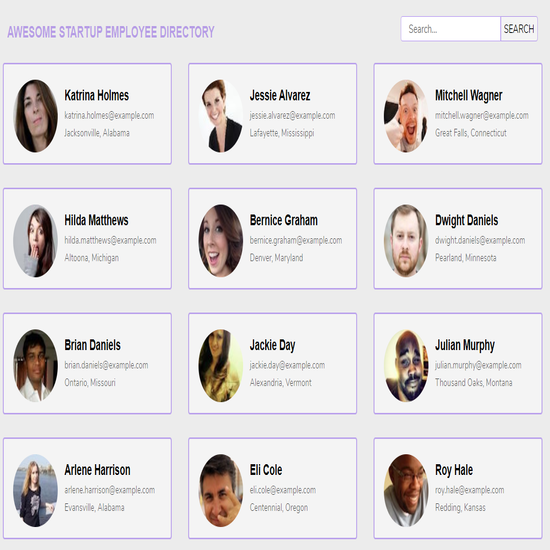 AWESOME STARTUP EMPLOYEE DIRECTORY
Search...
SEARCH
Katrina Holmes
katrina.holmes@example.com
Jacksonville, Alabama
Jessie Alvarez
jessie.alvarez@example.com
Lafayette, Mississippi
Mitchell Wagner
mitchell.wagner@example.com
Great Falls, Connecticut
Hilda Matthews
hilda.matthews@example.com
Altoona, Michigan
Bernice Graham
bernice.graham@example.com
Denver, Maryland
Dwight Daniels
dwight.daniels@example.com
Pearland, Minnesota
Brian Daniels
brian.daniels@example.com
Ontario, Missouri
Jackie Day
jackie.day@example.com
Alexandria, Vermont
Julian Murphy
julian.murphy@example.com
Thousand Oaks, Montana
Arlene Harrison
arlene.harrison@example.com
Evansville, Alabama
Eli Cole
eli.cole@example.com
Centennial, Oregon
Roy Hale
roy.hale@example.com
Redding, Kansas